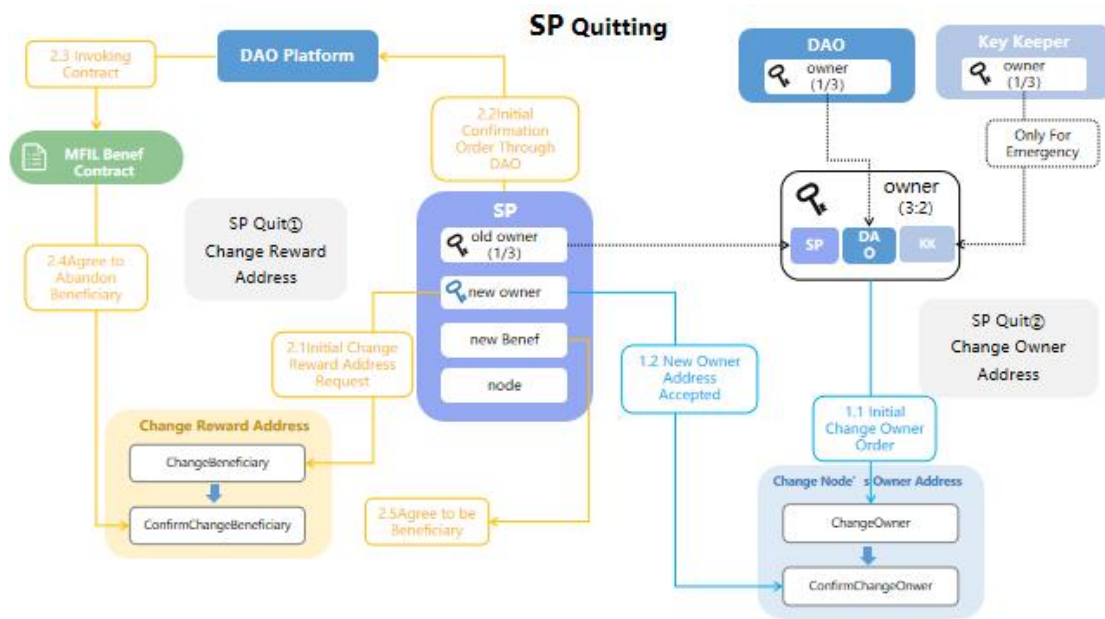 SP Quitting
2.3 Invoking
Contract
DAO Platform
DAO
owner
(1/3)
Key Keeper
owner
(1/3)
2.2Initial
Confirmation
Order Through
DAO
Only For
Emergency
MFIL Benef
Contract
owner
(3:2)
SP
DA
O
KK
SP
old owner
(1/3)
new owner
new Benef
node
SP Quit①
Change Reward
Address
2.4Agree to
Abandon
Beneficiary
2.1Initial Change
Reward Address
Request
1.2 New Owner
Address
Accepted
SP Quit②
Change Owner
Address
1.1 Initial
Change Owner
Order
Change Reward Address
ChangeBeneficiary
ConfirmChangeBeneficiary
2.5Agree to be
Beneficiary
Change Node's Owner Address
ChangeOwner
ConfirmChangeOnwer